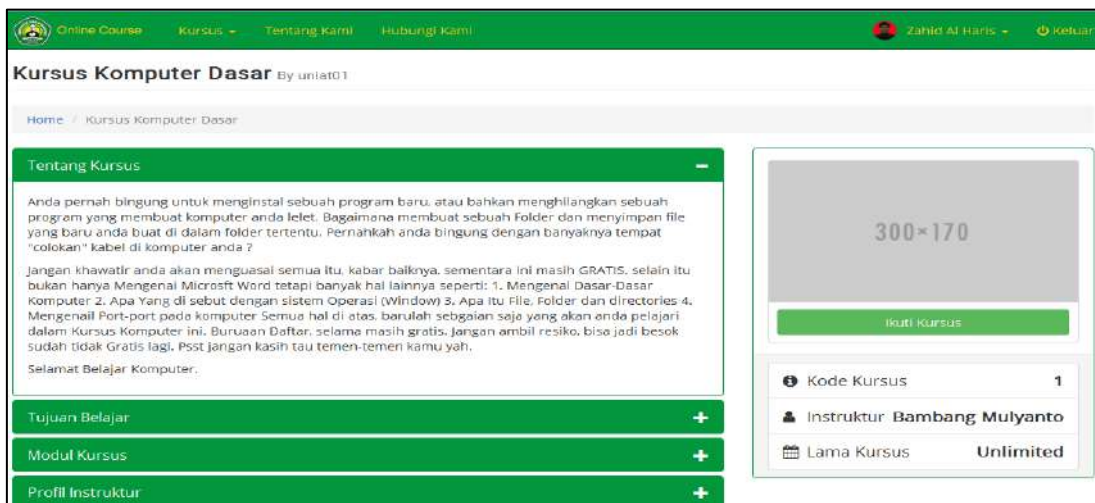 Online Course Kursus Tentang Kami Hubungi Kami Zahid Al Haris Keluar
Kursus Komputer Dasar By uniat01
Home / Kursus Komputer Dasar
Tentang Kursus
Anda pernah bingung untuk menginstal sebuah program baru, atau bahkan menghilangkan sebuah
program yang membuat komputer anda lelet. Bagaimana membuat sebuah Folder dan menyimpan file
yang baru anda buat di dalam folder tertentu. Pernahkah anda bingung dengan banyaknya tempat
"colokan" kabel di komputer anda ?
Jangan khawatir anda akan menguasai semua itu, kabar baiknya, sementara ini masih GRATIS, selain itu
bukan hanya Mengenai Microsft Word tetapi banyak hal lainnya seperti: 1. Mengenai Dasar-Dasar
Komputer 2. Apa Yang di sebut dengan sistem Operasi (Window) 3. Apa Itu File, Folder dan directories 4.
Mengenail Port-port pada komputer Semua hal di atas, barulah sebgaian saja yang akan anda pelajari
dalam Kursus Komputer ini. Buruaan Daftar, selama masih gratis. Jangan ambil resiko, bisa jadi besok
sudah tidak Gratis lagi. Psst jangan kasih tau temen-temen kamu yah.
Selamat Belajar Komputer.
Tujuan Belajar
Modul Kursus
Profil Instruktur
300×170
Ikuti Kursus
Kode Kursus 1
Instruktur Bambang Mulyanto
Lama Kursus Unlimited